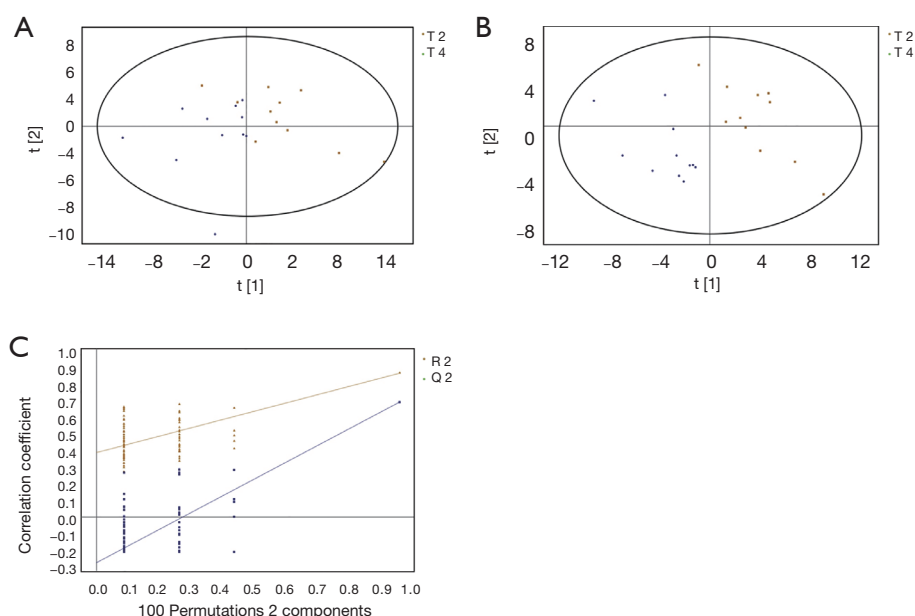 A
8
6
4
2
0
−4
−6
−8
−10
t [2]
−14 −8 −2 0 2 8 14
t [1]
T 2
T 4
B
8
4
0
−4
−8
t [2]
−12 −8 −4 0 4 8 12
t [1]
T 2
T 4
C
1.0
0.9
0.8
0.7
0.6
0.5
0.4
0.3
0.2
0.1
0.0
−0.1
−0.2
−0.3
Correlation coefficient
0.0 0.1 0.2 0.3 0.4 0.5 0.6 0.7 0.8 0.9 1.0
100 Permutations 2 components
R 2
Q 2